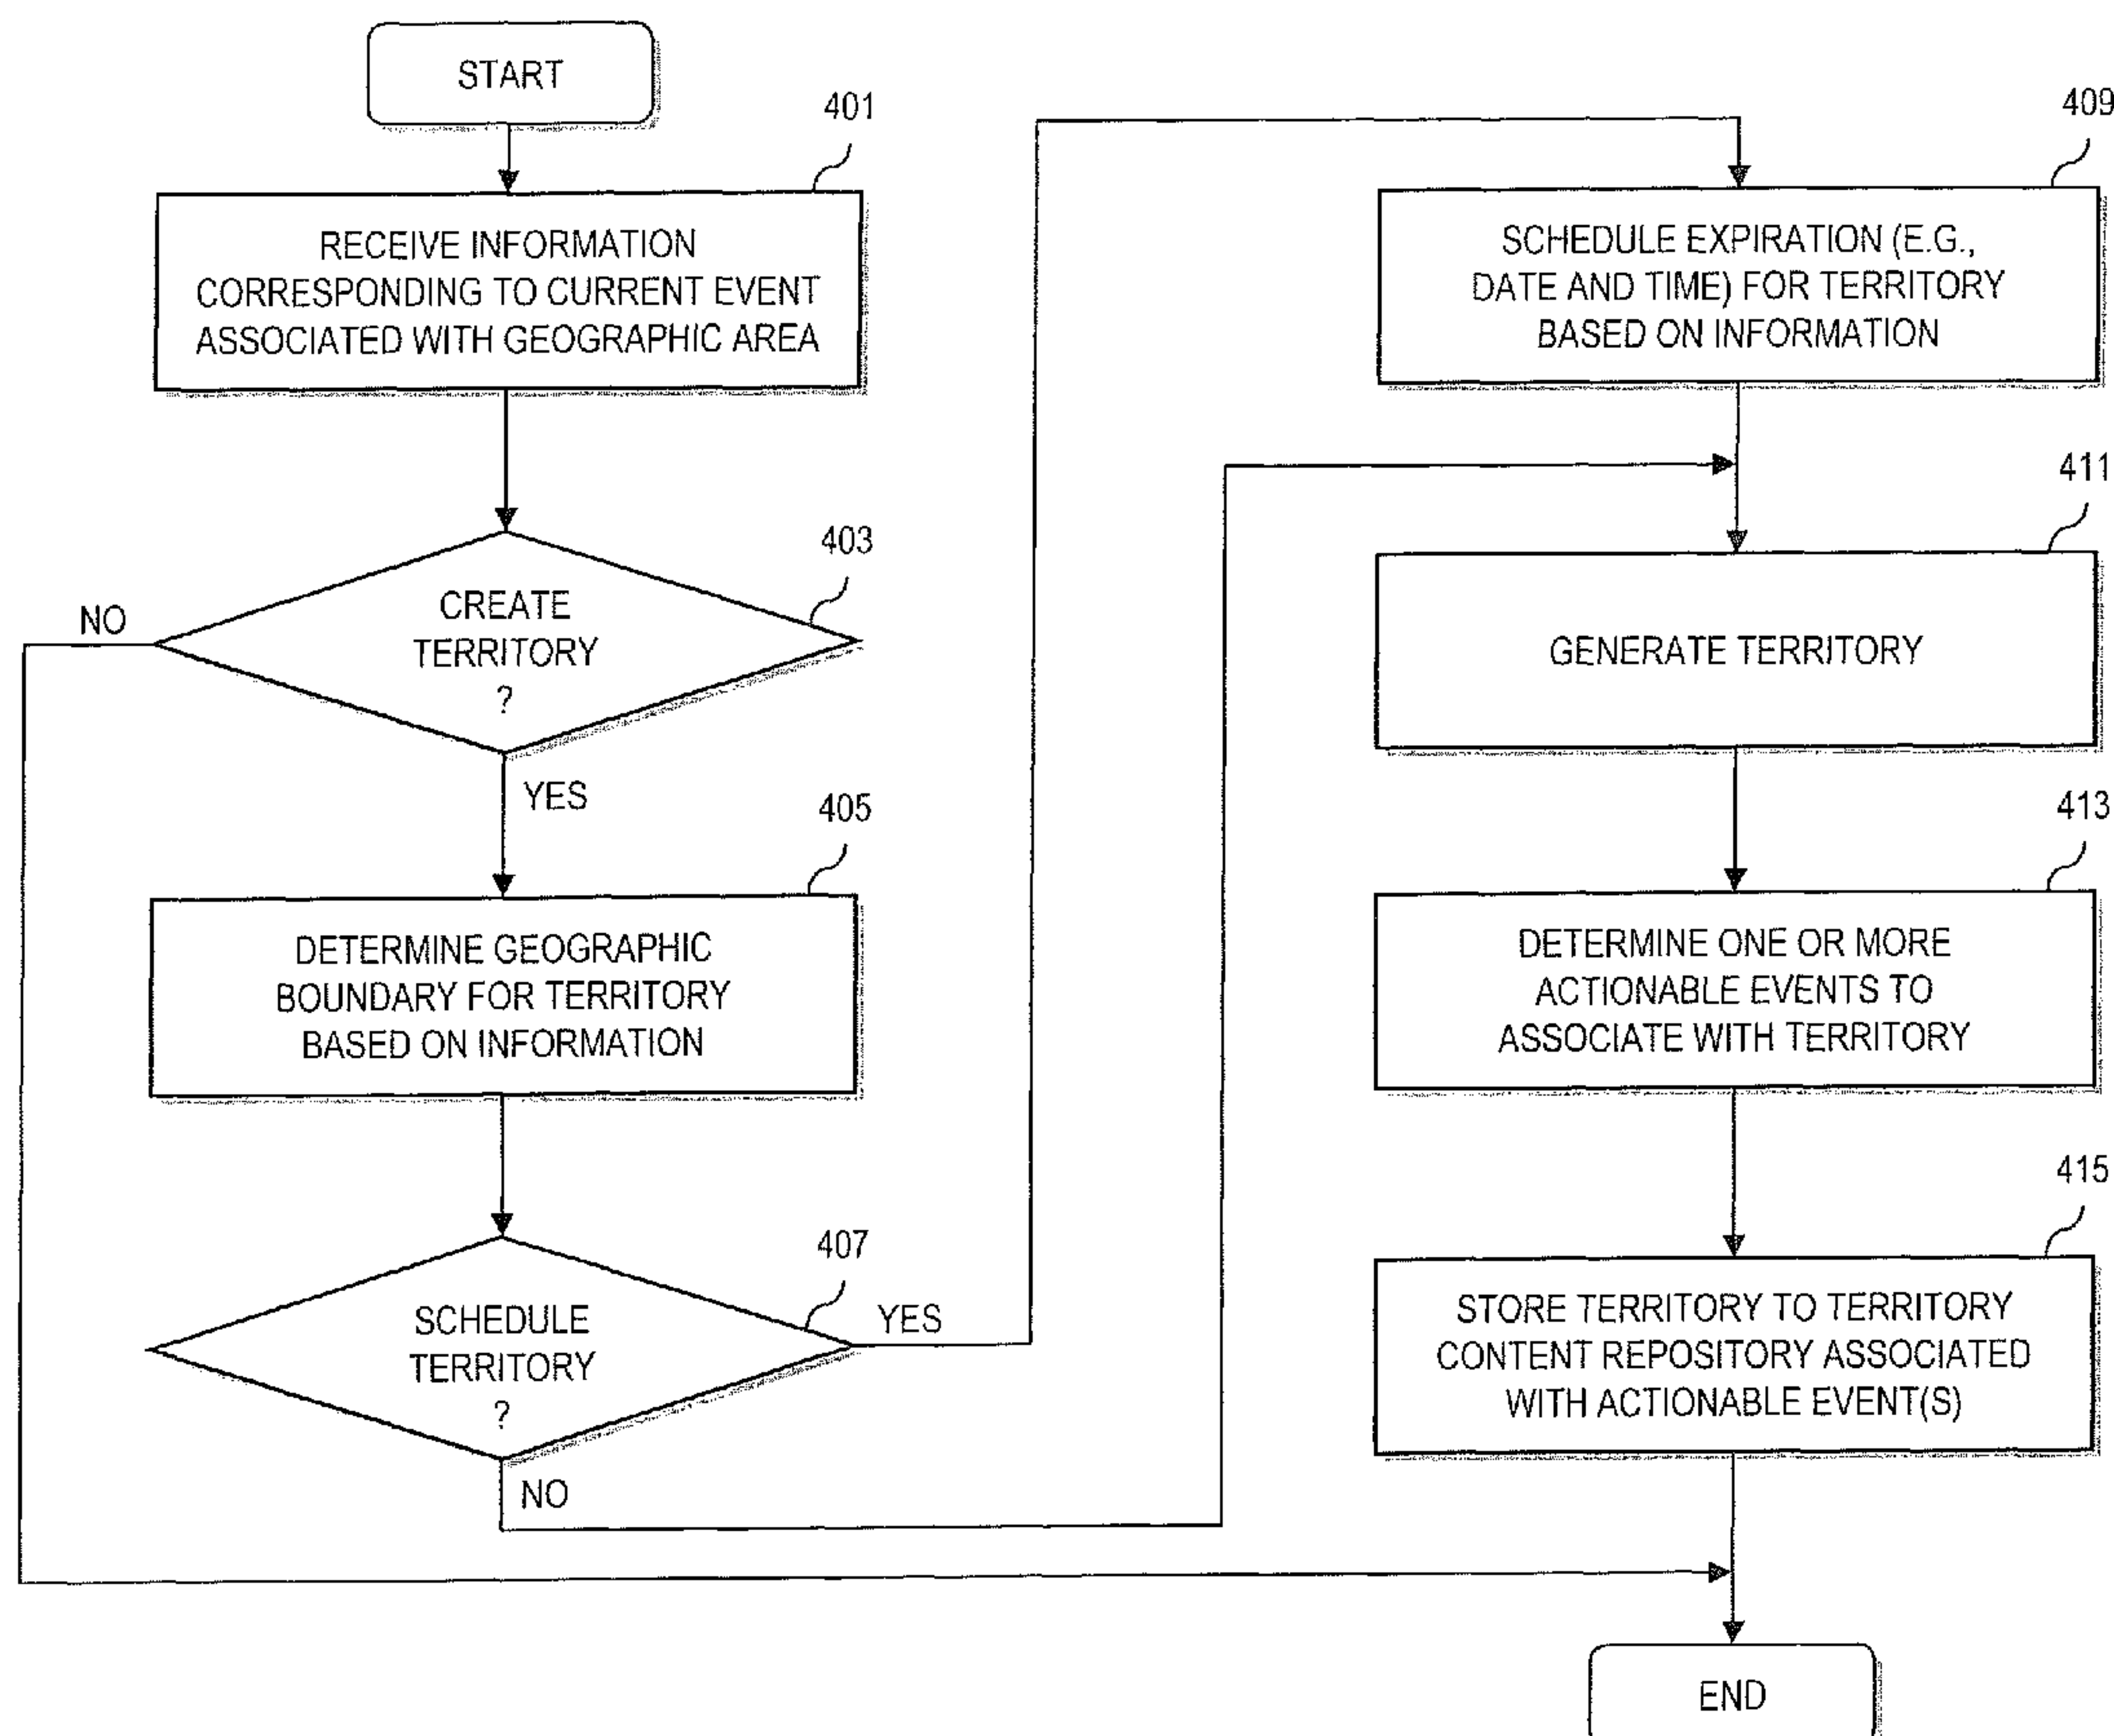 START
401
RECEIVE INFORMATION
CORRESPONDING TO CURRENT EVENT
ASSOCIATED WITH GEOGRAPHIC AREA
403
CREATE
TERRITORY
?
NO
YES
405
DETERMINE GEOGRAPHIC
BOUNDARY FOR TERRITORY
BASED ON INFORMATION
407
SCHEDULE
TERRITORY
?
YES
NO
409
SCHEDULE EXPIRATION (E.G.,
DATE AND TIME) FOR TERRITORY
BASED ON INFORMATION
411
GENERATE TERRITORY
413
DETERMINE ONE OR MORE
ACTIONABLE EVENTS TO
ASSOCIATE WITH TERRITORY
415
STORE TERRITORY TO TERRITORY
CONTENT REPOSITORY ASSOCIATED
WITH ACTIONABLE EVENT(S)
END